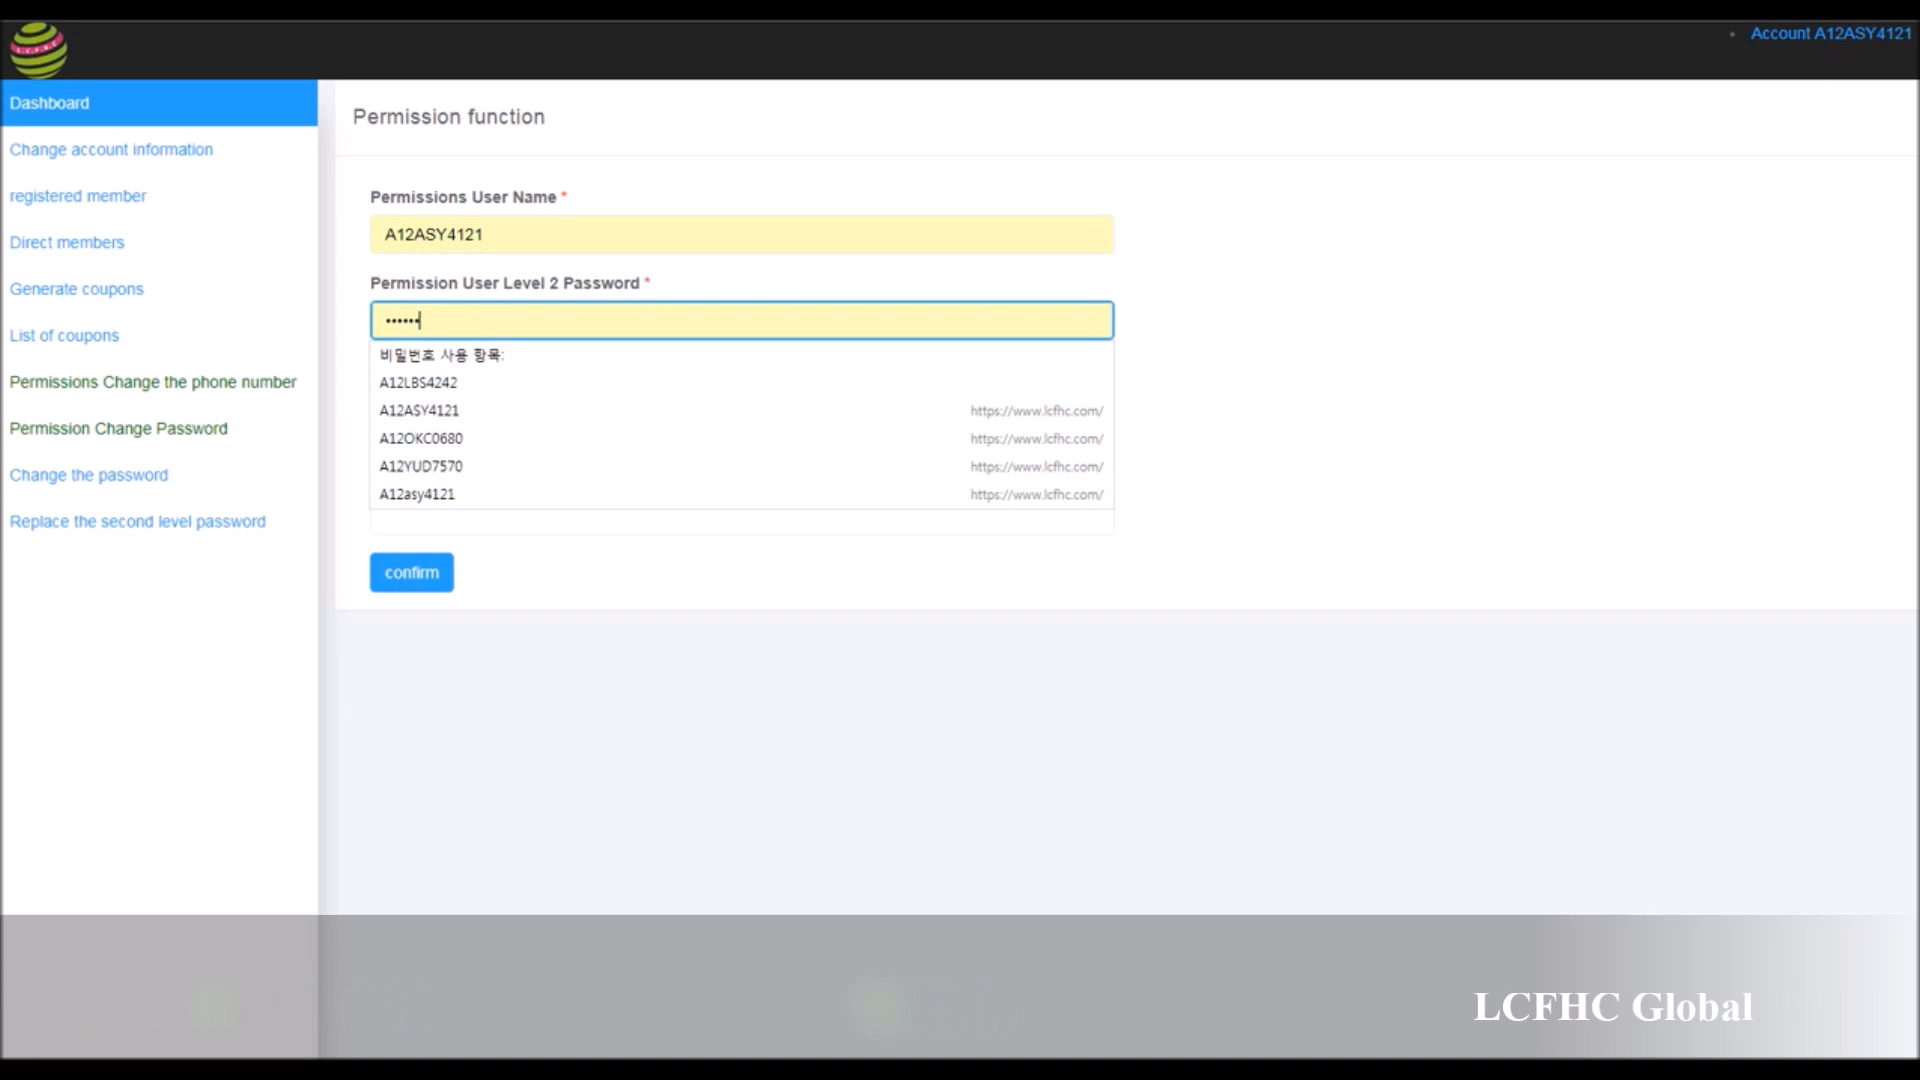 LCFHC
• Account A12ASY4121
Dashboard
Change account information
registered member
Direct members
Generate coupons
List of coupons
Permissions Change the phone number
Permission Change Password
Change the password
Replace the second level password
Permission function
Permissions User Name *
A12ASY4121
Permission User Level 2 Password *
••••••
비밀번호 사용 항목:
A12LBS4242
A12ASY4121 https://www.lcfhc.com/
A12OKC0680 https://www.lcfhc.com/
A12YUD7570 https://www.lcfhc.com/
A12asy4121 https://www.lcfhc.com/
confirm
LCFHC Global